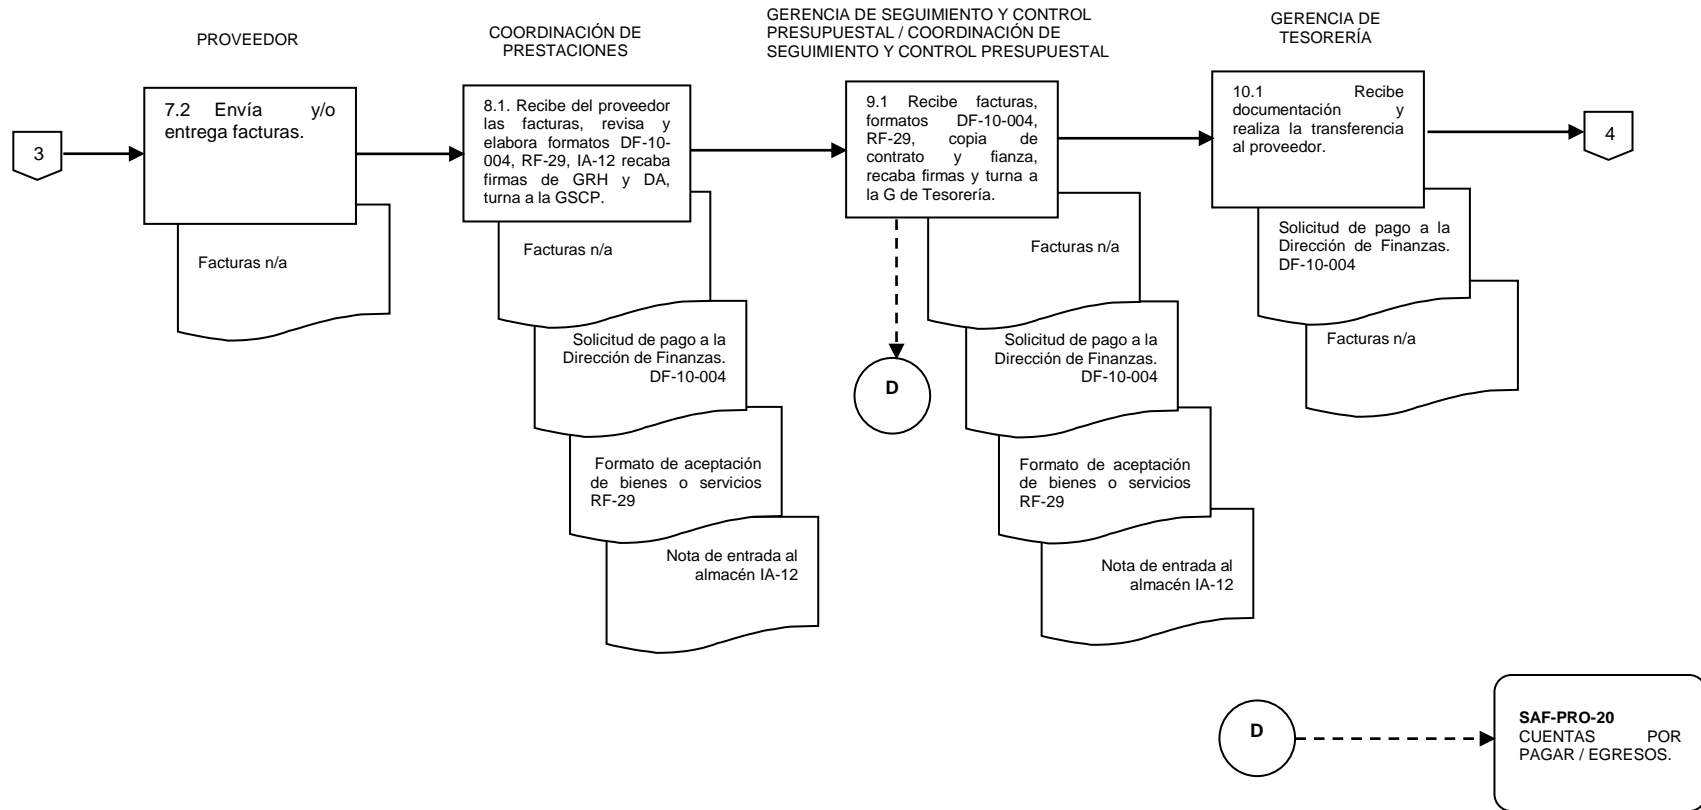 PROVEEDOR
COORDINACIÓN DE
PRESTACIONES
GERENCIA DE SEGUIMIENTO Y CONTROL
PRESUPUESTAL / COORDINACIÓN DE
SEGUIMIENTO Y CONTROL PRESUPUESTAL
GERENCIA DE
TESORERÍA
3
7.2 Envía y/o
entrega facturas.
Facturas n/a
8.1. Recibe del proveedor
las facturas, revisa y
elabora formatos DF-10-
004, RF-29, IA-12 recaba
firmas de GRH y DA,
turna a la GSCP.
Facturas n/a
Solicitud de pago a la
Dirección de Finanzas.
DF-10-004
Formato de aceptación
de bienes o servicios
RF-29
Nota de entrada al
almacén IA-12
9.1 Recibe facturas,
formatos DF-10-004,
RF-29, copia de
contrato y fianza,
recaba firmas y turna a
la G de Tesorería.
Facturas n/a
Solicitud de pago a la
Dirección de Finanzas.
DF-10-004
Formato de aceptación
de bienes o servicios
RF-29
Nota de entrada al
almacén IA-12
D
10.1 Recibe
documentación y
realiza la transferencia
al proveedor.
Solicitud de pago a la
Dirección de Finanzas.
DF-10-004
Facturas n/a
4
D
SAF-PRO-20
CUENTAS POR
PAGAR / EGRESOS.